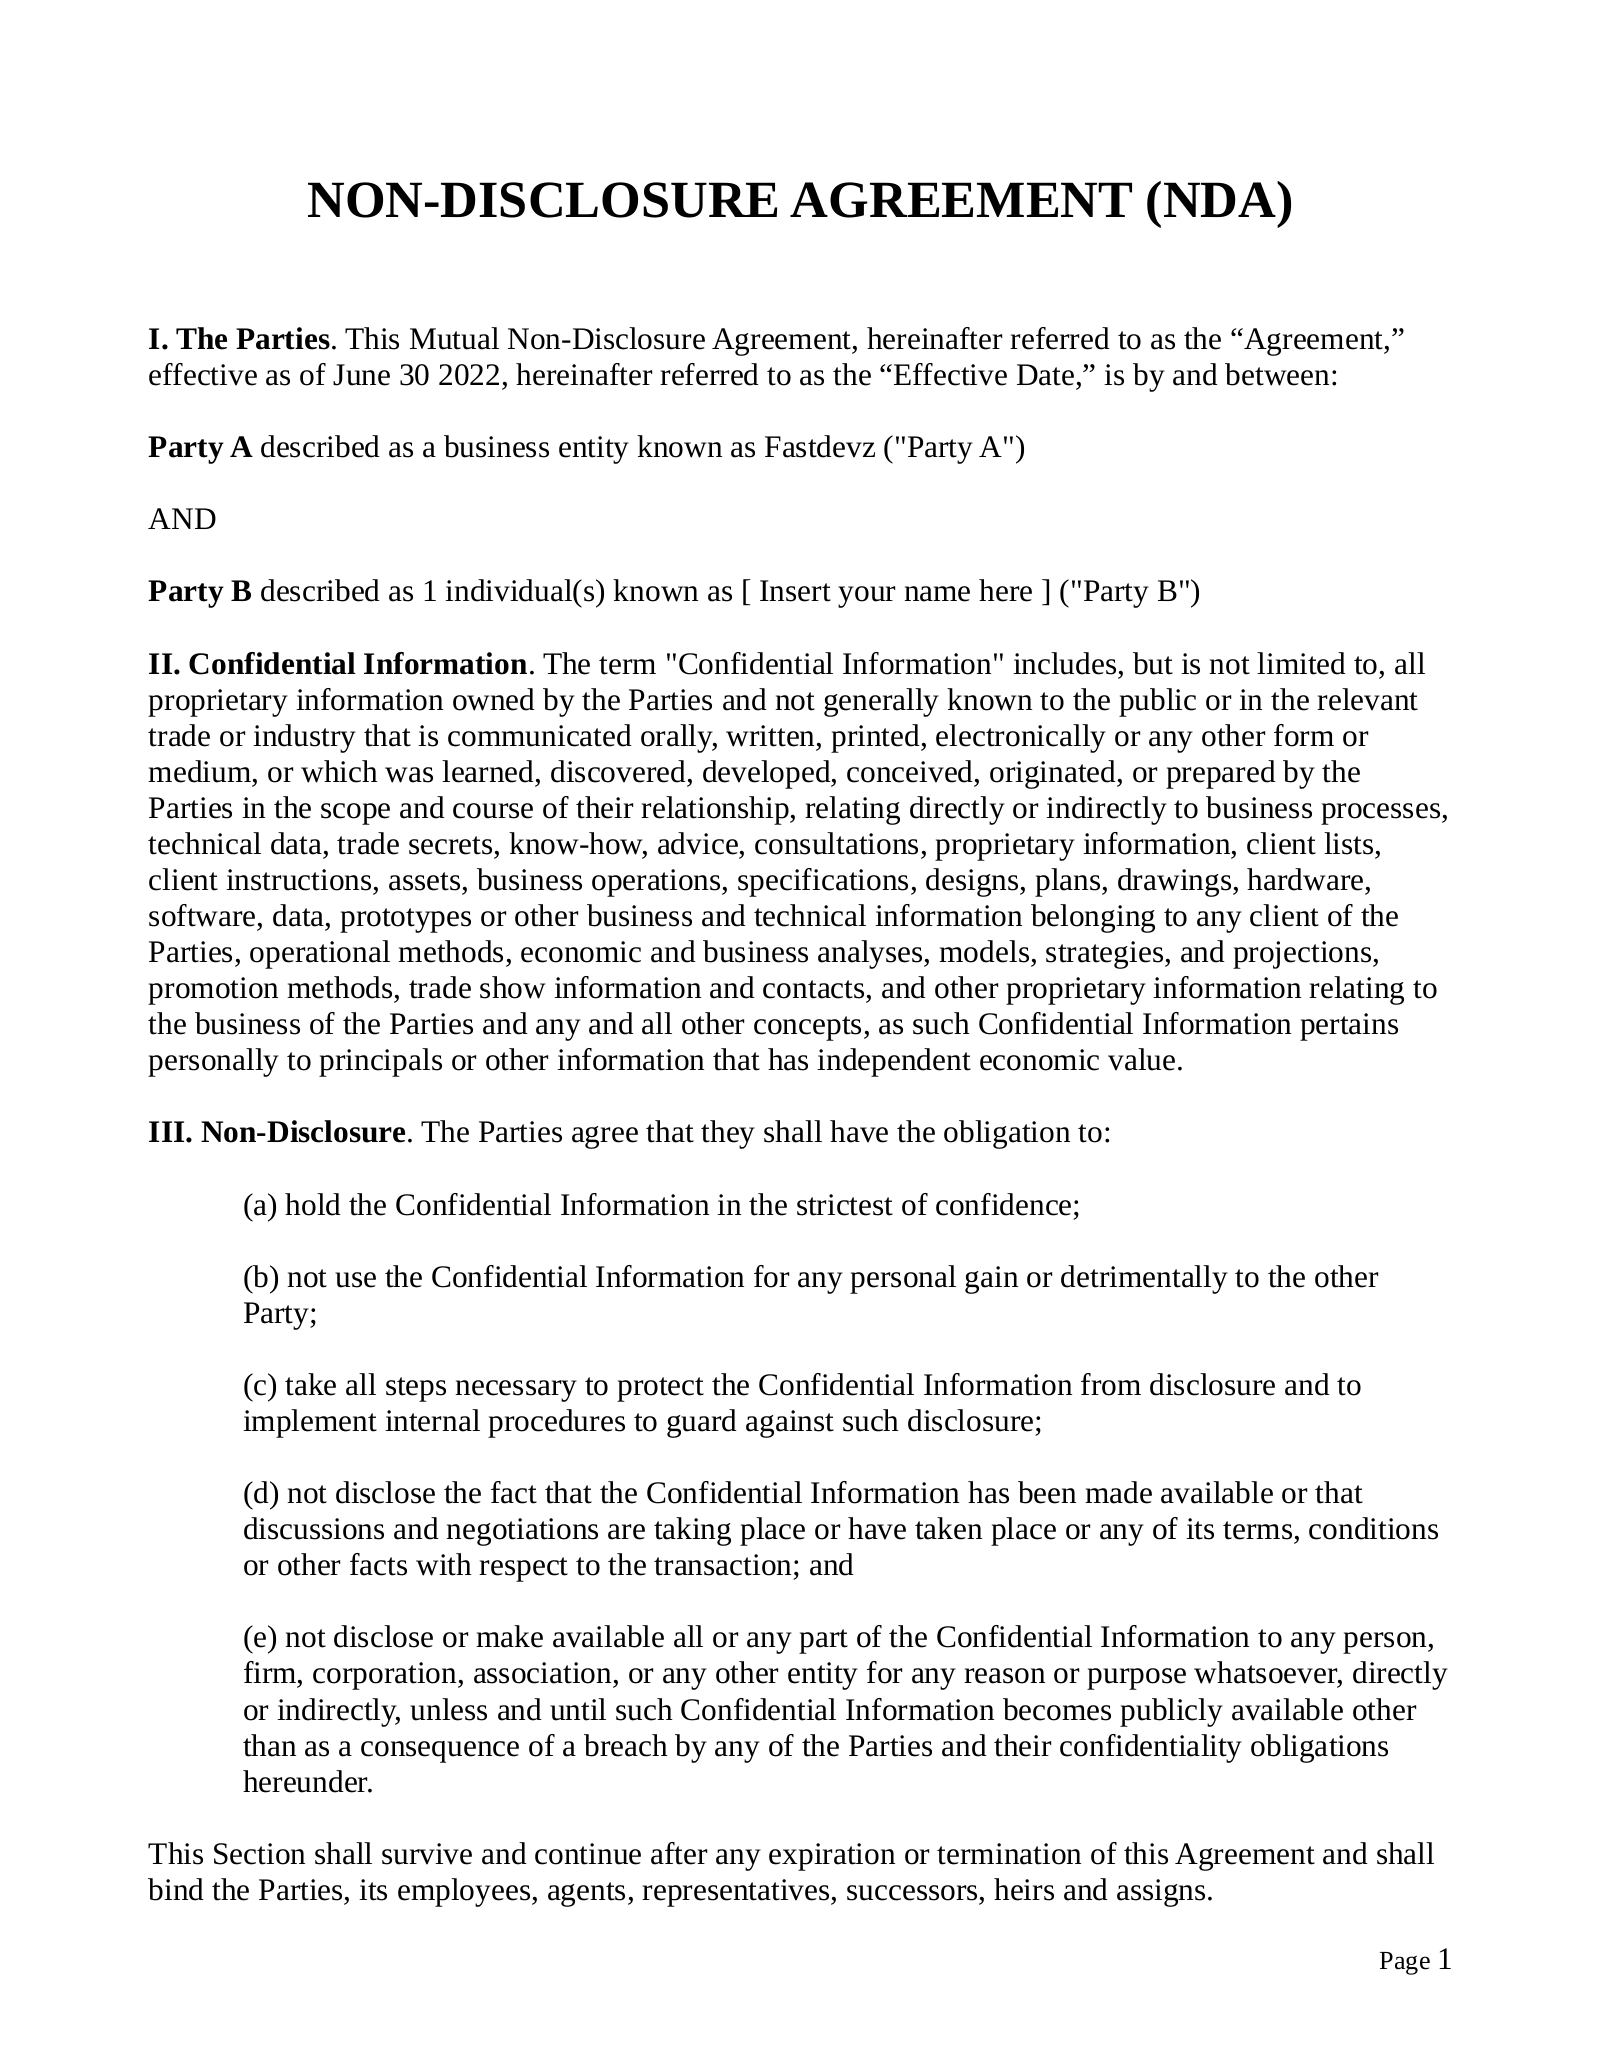 NON-DISCLOSURE AGREEMENT (NDA)
I. The Parties. This Mutual Non-Disclosure Agreement, hereinafter referred to as the “Agreement,”
effective as of June 30 2022, hereinafter referred to as the “Effective Date,” is by and between:
Party A described as a business entity known as Fastdevz ("Party A")
AND
Party B described as 1 individual(s) known as [ Insert your name here ] ("Party B")
II. Confidential Information. The term "Confidential Information" includes, but is not limited to, all
proprietary information owned by the Parties and not generally known to the public or in the relevant
trade or industry that is communicated orally, written, printed, electronically or any other form or
medium, or which was learned, discovered, developed, conceived, originated, or prepared by the
Parties in the scope and course of their relationship, relating directly or indirectly to business processes,
technical data, trade secrets, know-how, advice, consultations, proprietary information, client lists,
client instructions, assets, business operations, specifications, designs, plans, drawings, hardware,
software, data, prototypes or other business and technical information belonging to any client of the
Parties, operational methods, economic and business analyses, models, strategies, and projections,
promotion methods, trade show information and contacts, and other proprietary information relating to
the business of the Parties and any and all other concepts, as such Confidential Information pertains
personally to principals or other information that has independent economic value.
III. Non-Disclosure. The Parties agree that they shall have the obligation to:
(a) hold the Confidential Information in the strictest of confidence;
(b) not use the Confidential Information for any personal gain or detrimentally to the other
Party;
(c) take all steps necessary to protect the Confidential Information from disclosure and to
implement internal procedures to guard against such disclosure;
(d) not disclose the fact that the Confidential Information has been made available or that
discussions and negotiations are taking place or have taken place or any of its terms, conditions
or other facts with respect to the transaction; and
(e) not disclose or make available all or any part of the Confidential Information to any person,
firm, corporation, association, or any other entity for any reason or purpose whatsoever, directly
or indirectly, unless and until such Confidential Information becomes publicly available other
than as a consequence of a breach by any of the Parties and their confidentiality obligations
hereunder.
This Section shall survive and continue after any expiration or termination of this Agreement and shall
bind the Parties, its employees, agents, representatives, successors, heirs and assigns.
Page 1